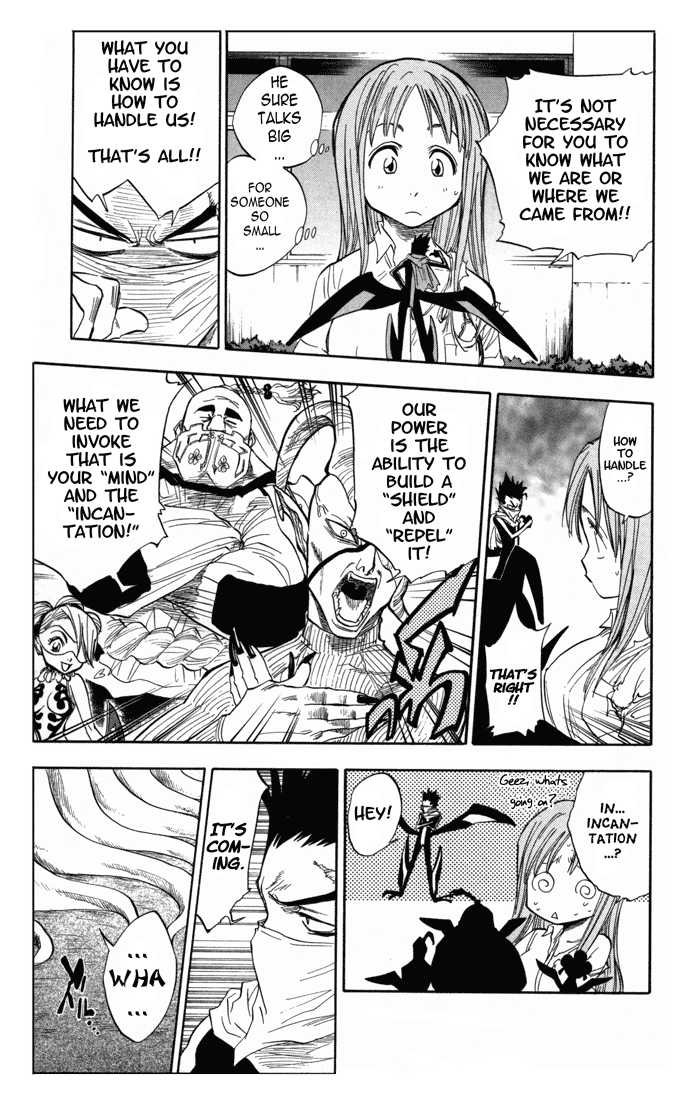 IT'S NOT
NECESSARY
FOR YOU TO
KNOW WHAT
WE ARE OR
WHERE WE
CAME FROM!!
HE
SURE
TALKS
BIG
...
FOR
SOMEONE
SO
SMALL
...
WHAT YOU
HAVE TO
KNOW IS
HOW TO
HANDLE US!
THAT'S ALL!!
HOW
TO
HANDLE
...?
THAT'S
RIGHT
!!
OUR
POWER
IS THE
ABILITY TO
BUILD A
"SHIELD"
AND
"REPEL"
IT!
WHAT WE
NEED TO
INVOKE
THAT IS
YOUR "MIND"
AND THE
"INCAN-
TATION!"
IN...
INCAN-
TATION
...?
Geez, whats
going on?
HEY!
IT'S
COM-
ING.
...
WHA
...